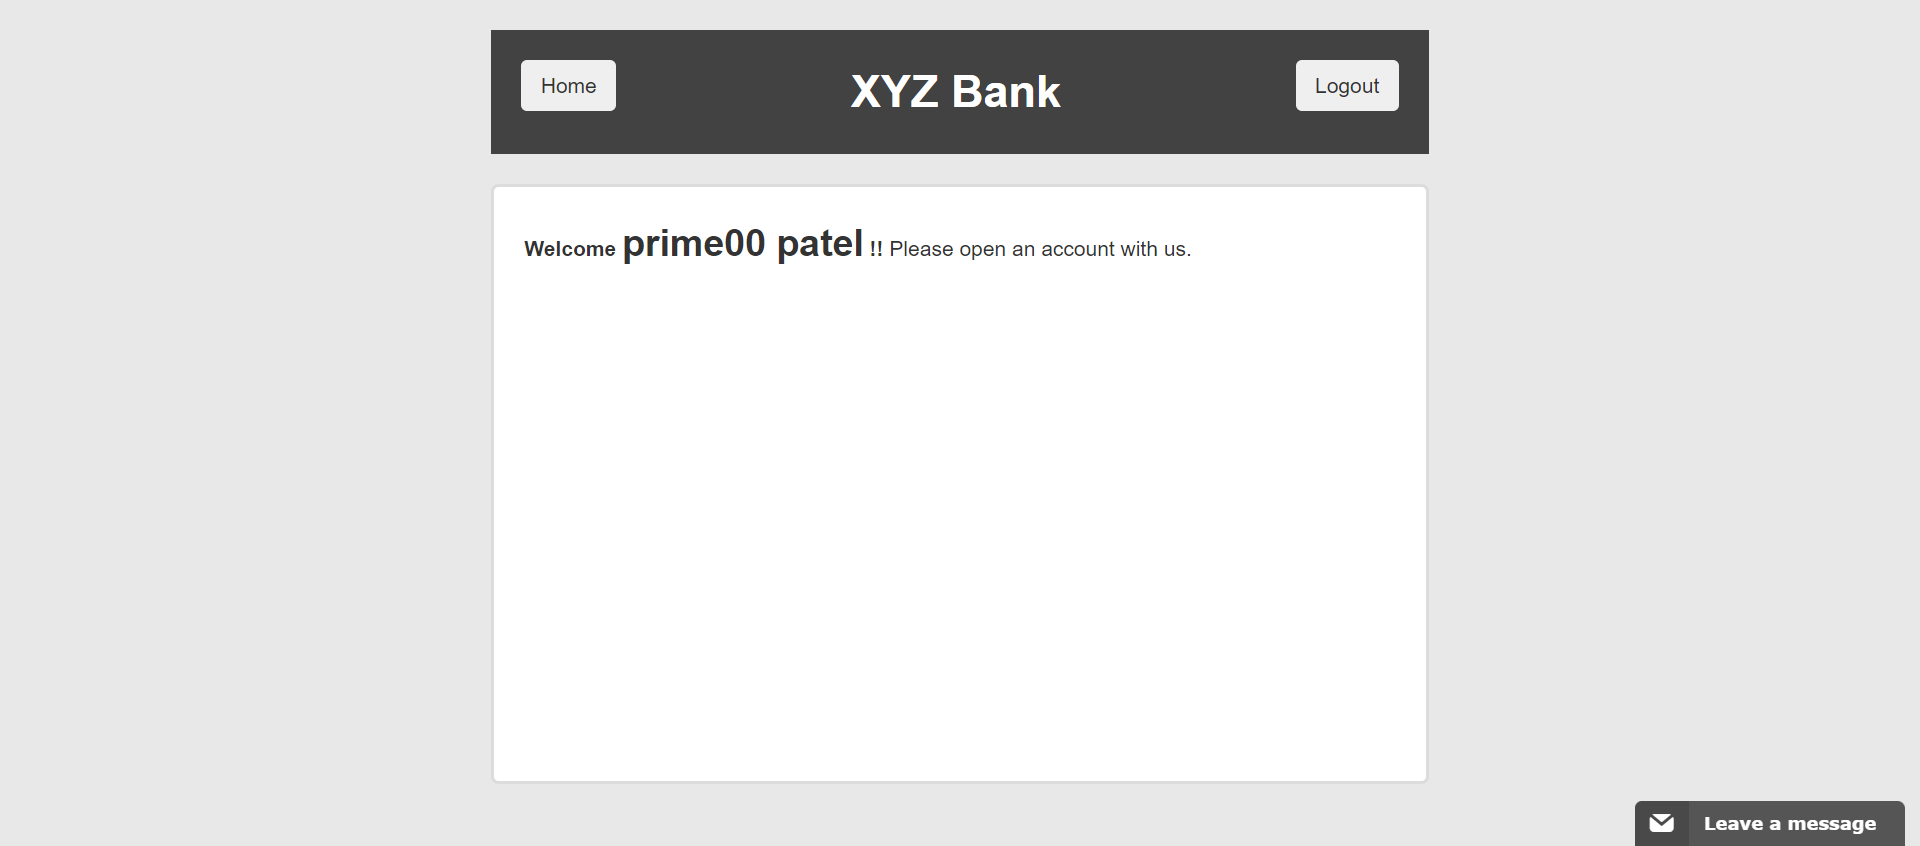 Home
XYZ Bank
Logout
Welcome prime00 patel !! Please open an account with us.
Leave a message